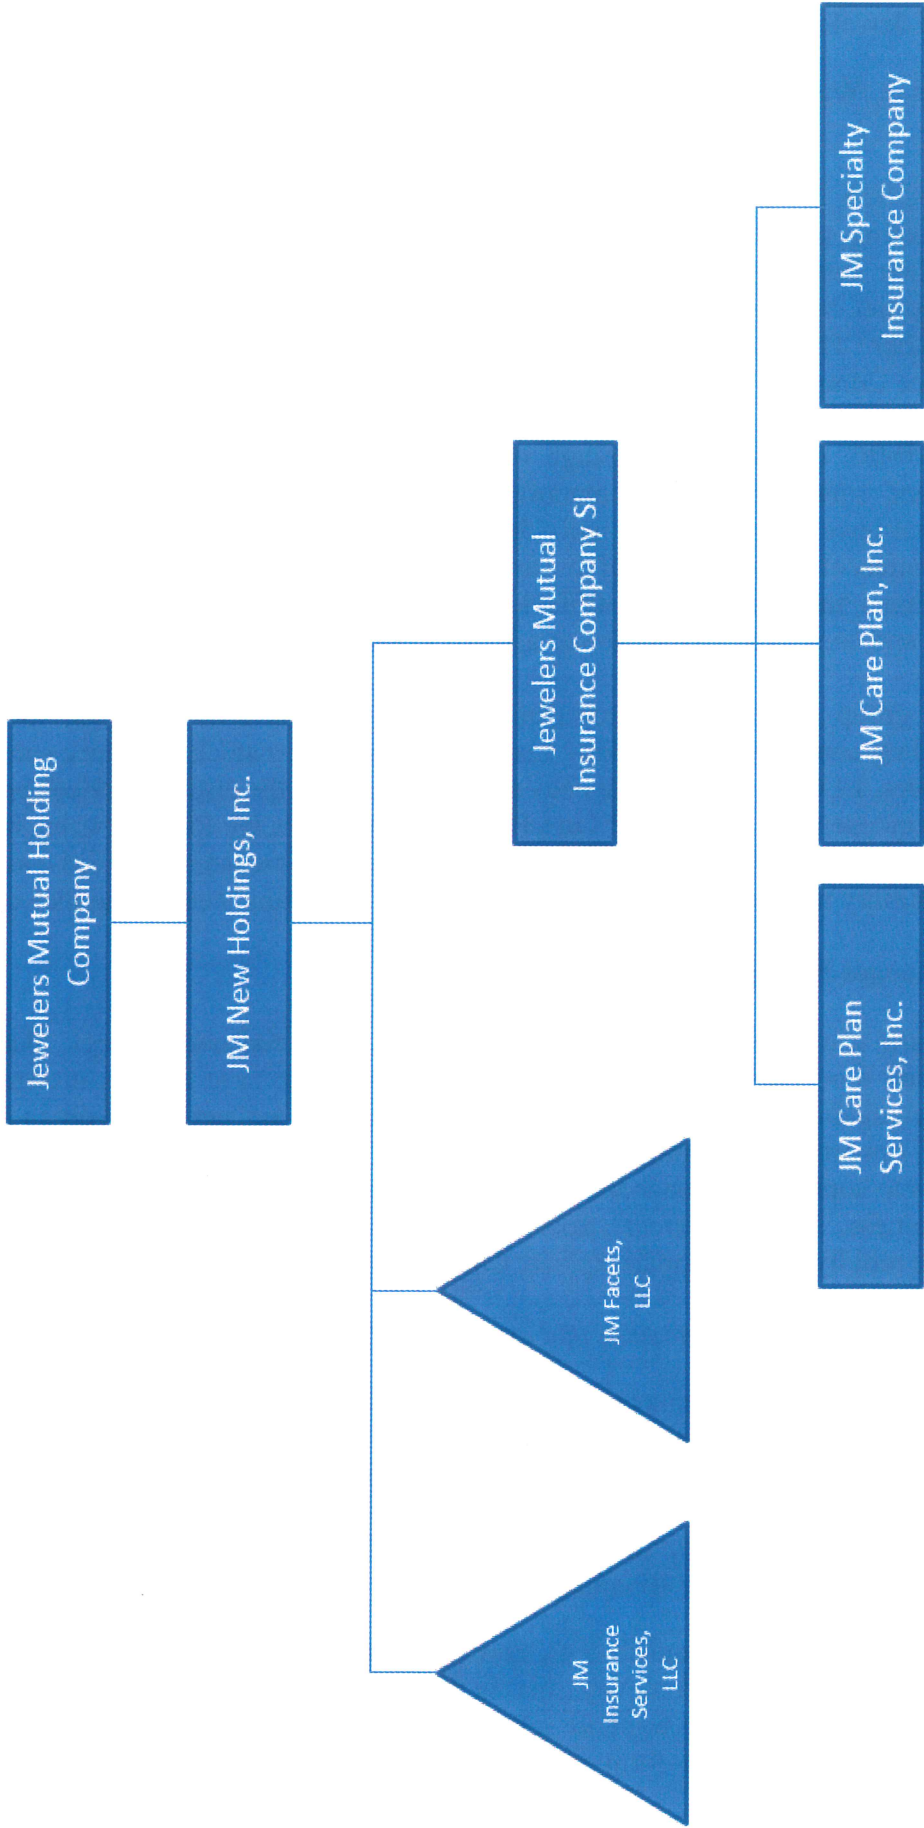 Jewelers Mutual Holding
Company
JM New Holdings, Inc.
JM
Insurance
Services,
LLC
JM Facets,
LLC
Jewelers Mutual
Insurance Company SI
JM Care Plan
Services, Inc.
JM Care Plan, Inc.
JM Specialty
Insurance Company